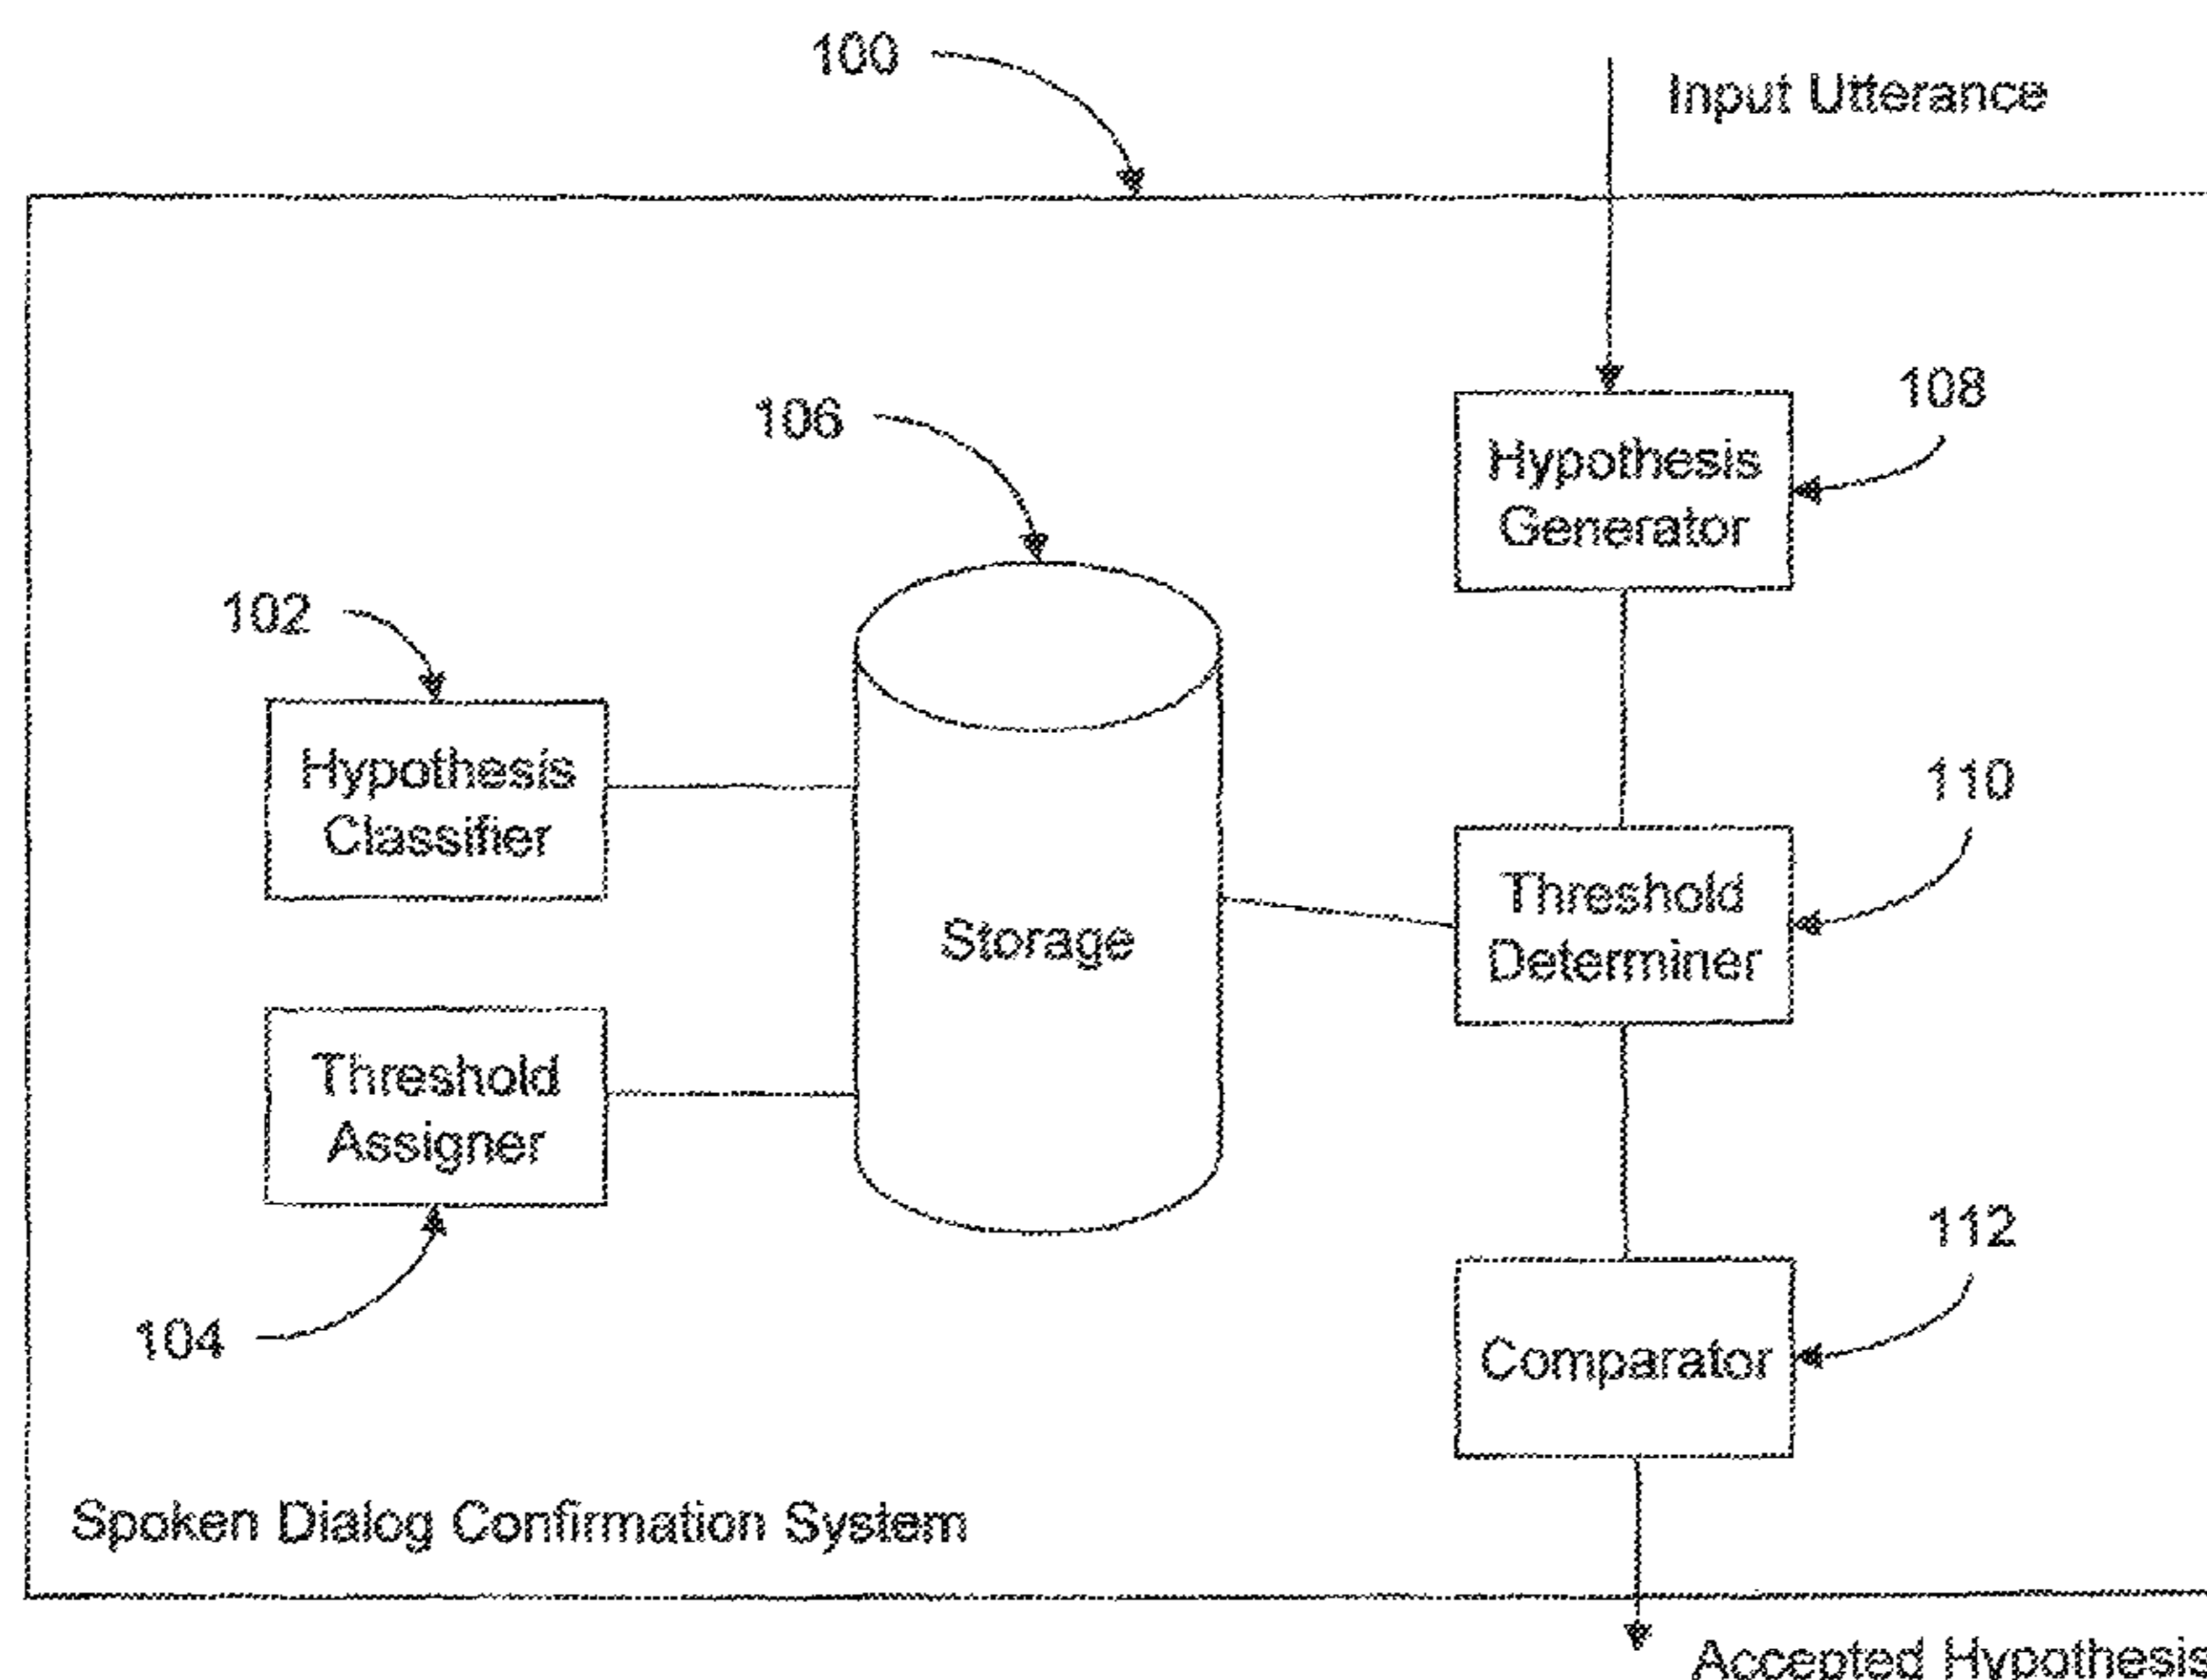 100
Input Utterance
106
108
Hypothesis
Generator
102
Hypothesis
Classifier
110
Threshold
Determiner
Storage
Threshold
Assigner
104
112
Comparator
Spoken Dialog Confirmation System
Accepted Hypothesis